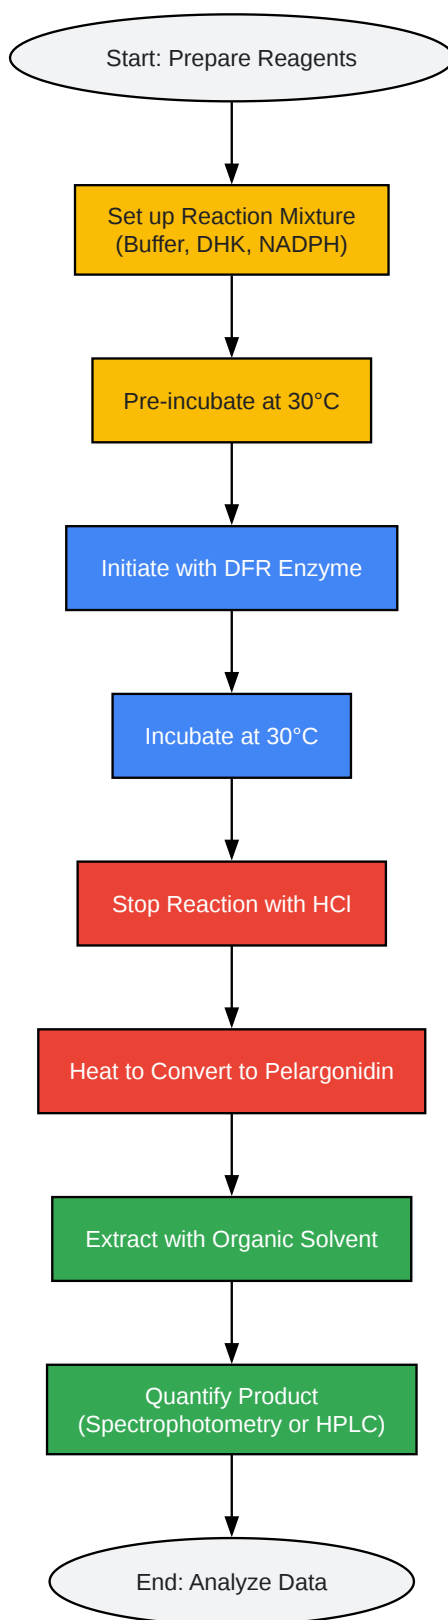 Start: Prepare Reagents
Set up Reaction Mixture
(Buffer, DHK, NADPH)
Pre-incubate at 30°C
Initiate with DFR Enzyme
Incubate at 30°C
Stop Reaction with HCl
Heat to Convert to Pelargonidin
Extract with Organic Solvent
Quantify Product
(Spectrophotometry or HPLC)
End: Analyze Data